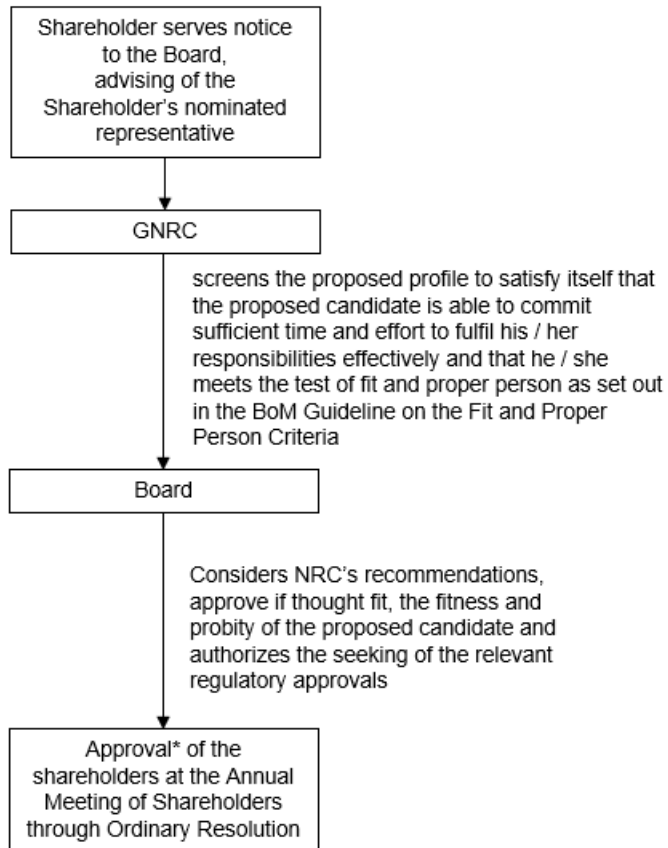 Shareholder serves notice
to the Board,
advising of the
Shareholder's nominated
representative
GNRC
screens the proposed profile to satisfy itself that
the proposed candidate is able to commit
sufficient time and effort to fulfil his / her
responsibilities effectively and that he / she
meets the test of fit and proper person as set out
in the BoM Guideline on the Fit and Proper
Person Criteria
Board
Considers NRC's recommendations,
approve if thought fit, the fitness and
probity of the proposed candidate and
authorizes the seeking of the relevant
regulatory approvals
Approval* of the
shareholders at the Annual
Meeting of Shareholders
through Ordinary Resolution